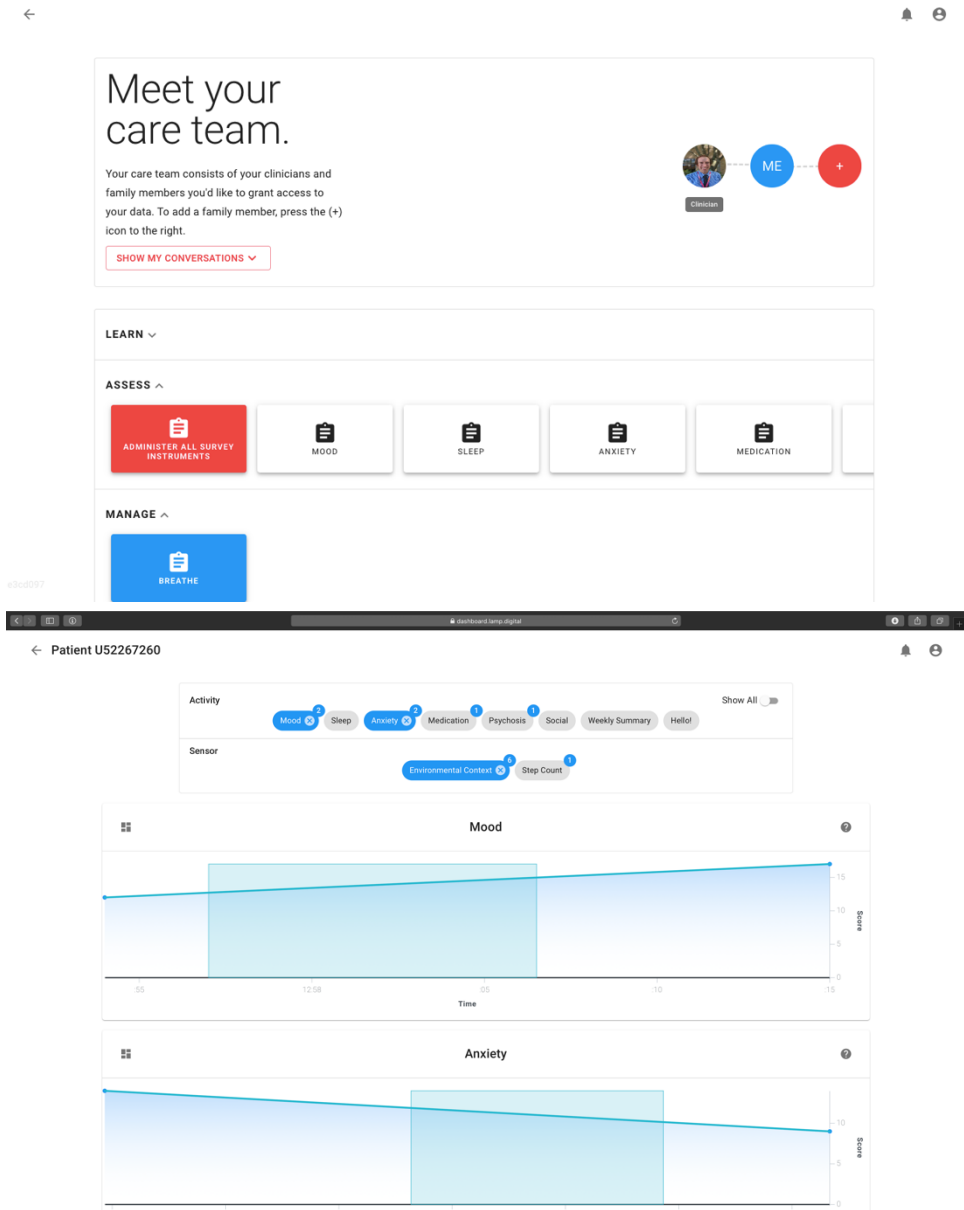 Meet your
care team.
Your care team consists of your clinicians and
family members you'd like to grant access to
your data. To add a family member, press the (+)
icon to the right.
SHOW MY CONVERSATIONS
ME
+
Clinician
LEARN
ASSESS
ADMINISTER ALL SURVEY
INSTRUMENTS
MOOD
SLEEP
ANXIETY
MEDICATION
MANAGE
BREATHE
e3cd097
dashboard.lamp.digital
Patient U52267260
Activity
Show All
Mood 2
Sleep
Anxiety 2
Medication 1
Psychosis 1
Social
Weekly Summary
Hello!
Sensor
Environmental Context 6
Step Count 1
Mood
15
10
5
0
Score
:55
12:58
:05
:10
:15
Time
Anxiety
10
5
0
Score